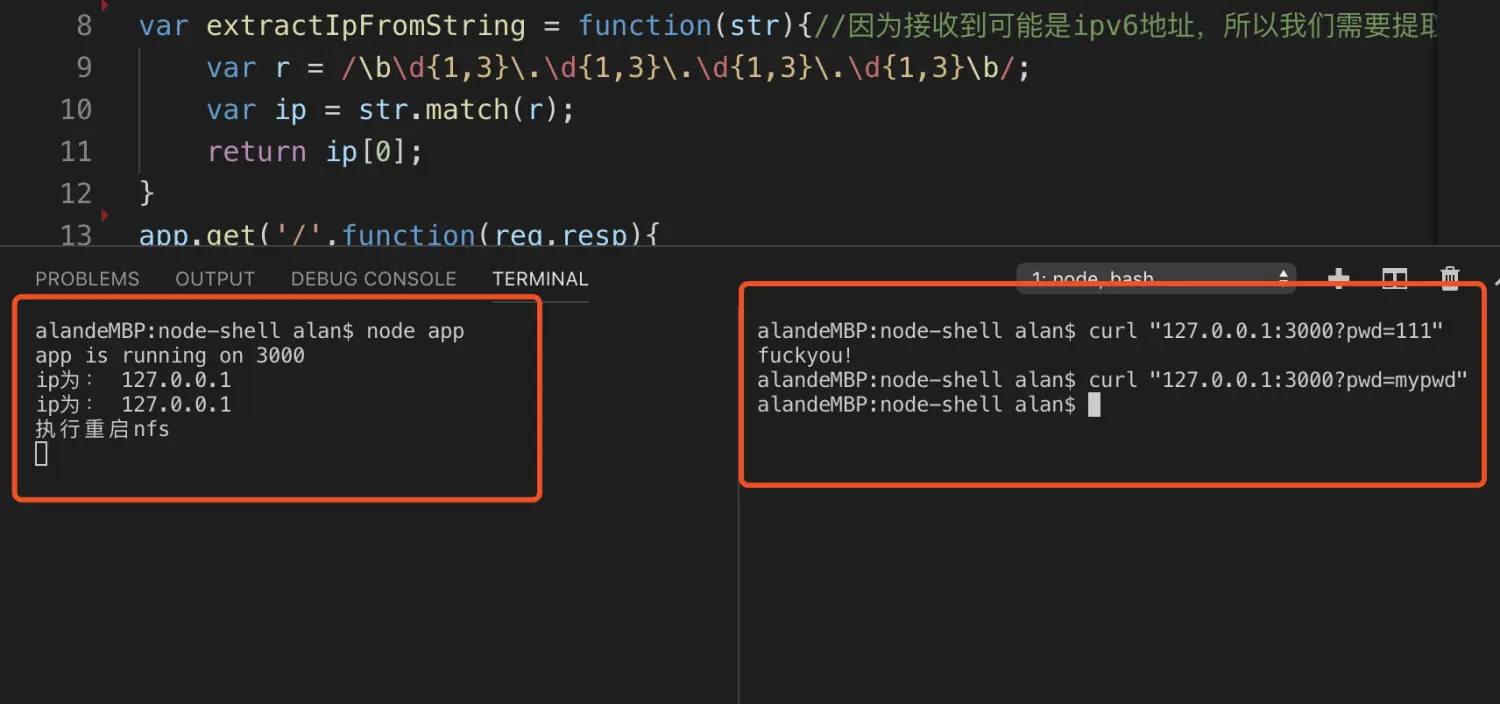 8 var extractIpFromString = function(str){//因为接收到可能是ipv6地址，所以我们需要提取
9 var r = /\b\d{1,3}\.\d{1,3}\.\d{1,3}\.\d{1,3}\b/;
10 var ip = str.match(r);
11 return ip[0];
12 }
13 app.get('/',function(req,resp){
PROBLEMS OUTPUT DEBUG CONSOLE TERMINAL 1: node, bash
alandeMBP:node-shell alan$ node app
app is running on 3000
ip为： 127.0.0.1
ip为： 127.0.0.1
执行重启nfs
alandeMBP:node-shell alan$ curl "127.0.0.1:3000?pwd=111"
fuckyou!
alandeMBP:node-shell alan$ curl "127.0.0.1:3000?pwd=mypwd"
alandeMBP:node-shell alan$